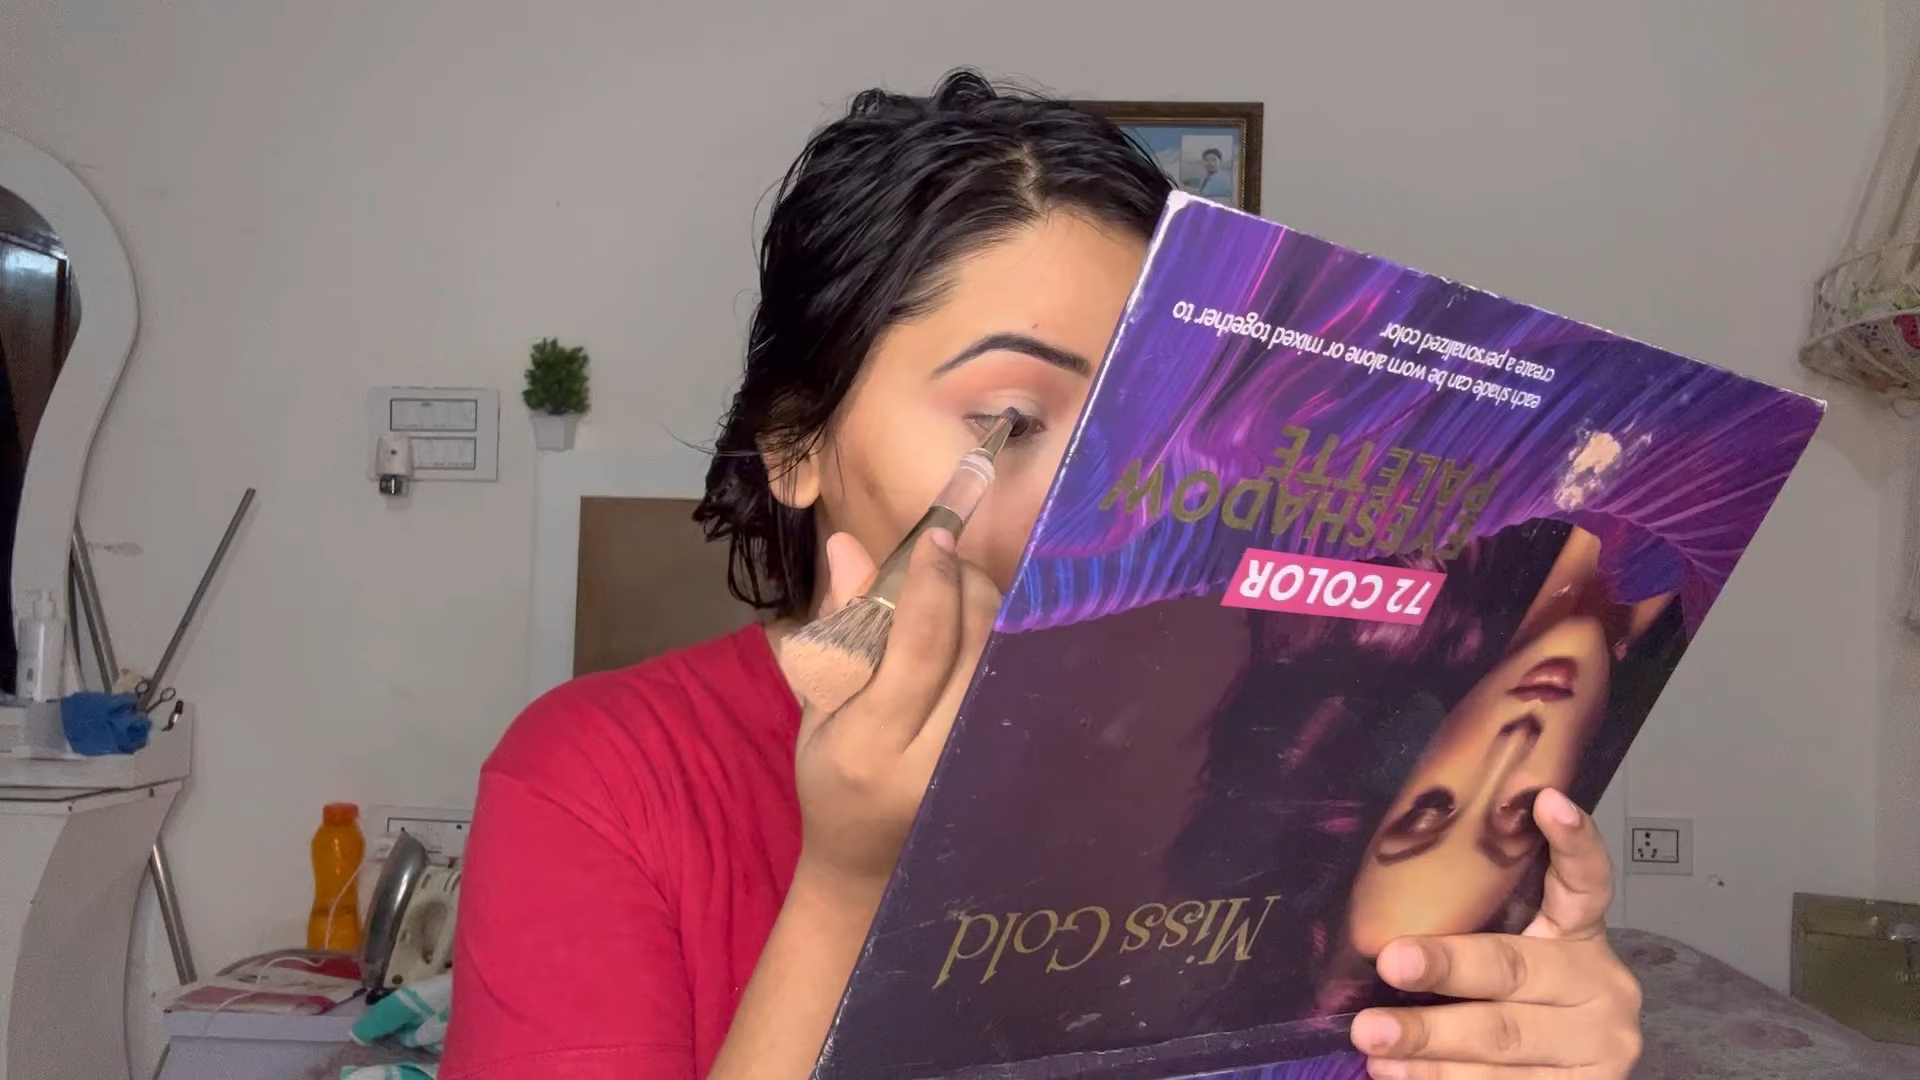 each shade can be worn alone or mixed together to
create a personalized color
EYESHADOW
PALETTE
72 COLOR
Miss Gold